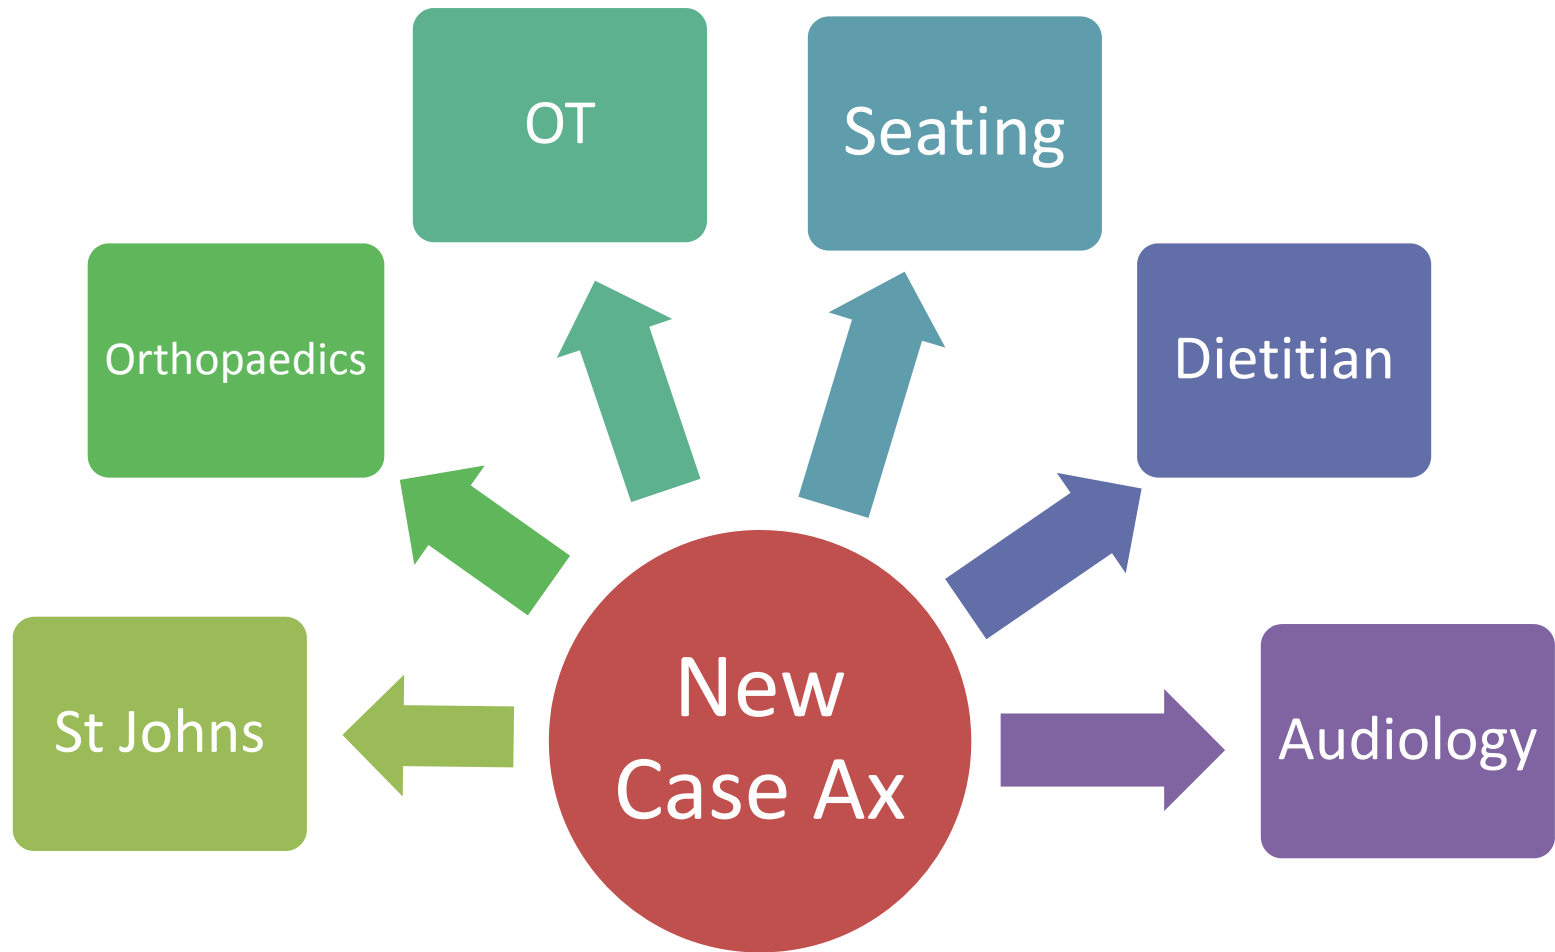 OT
Seating
Orthopaedics
Dietitian
St Johns
New
Case Ax
Audiology